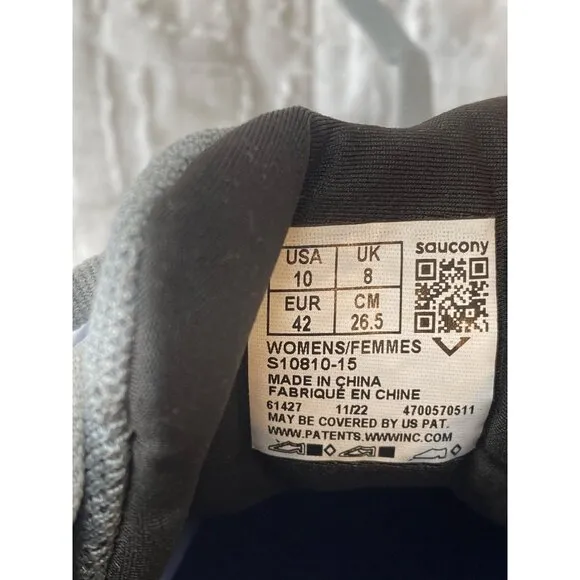 USA UK saucony
10 8
EUR CM
42 26.5
WOMENS/FEMMES
S10810-15
MADE IN CHINA
FABRIQUÉ EN CHINE
61427 11/22 4700570511
MAY BE COVERED BY US PAT.
WWW.PATENTS.WWWINC.COM